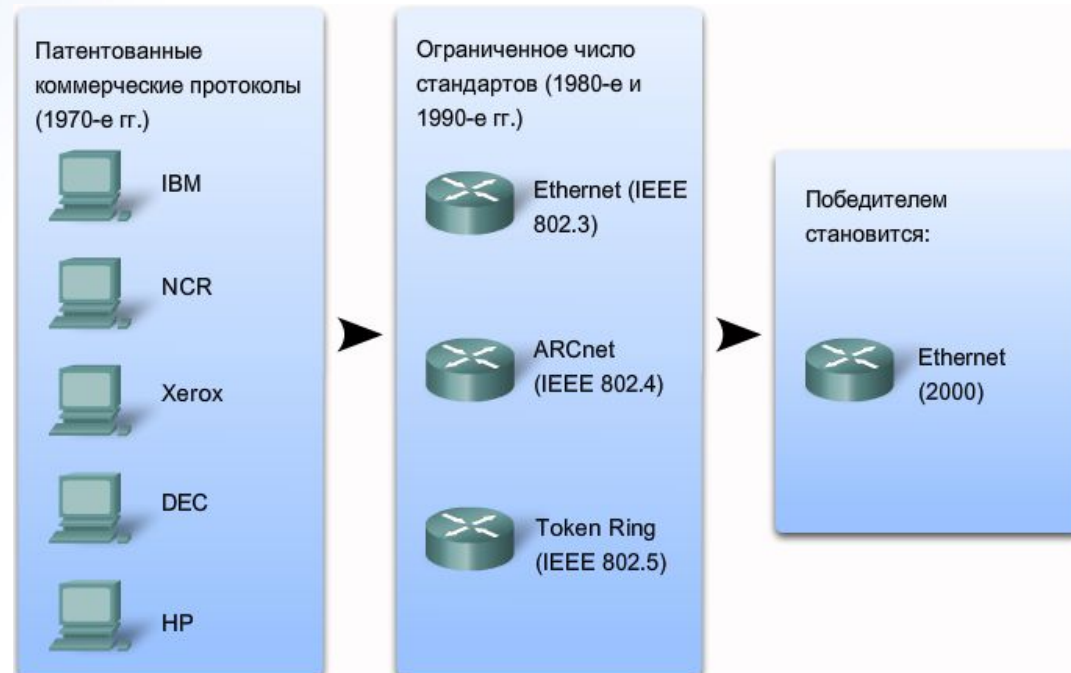 Патентованные
коммерческие протоколы
(1970-е гг.)
IBM
NCR
Xerox
DEC
HP
Ограниченное число
стандартов (1980-е и
1990-е гг.)
Ethernet (IEEE
802.3)
ARCnet
(IEEE 802.4)
Token Ring
(IEEE 802.5)
Победителем
становится:
Ethernet
(2000)